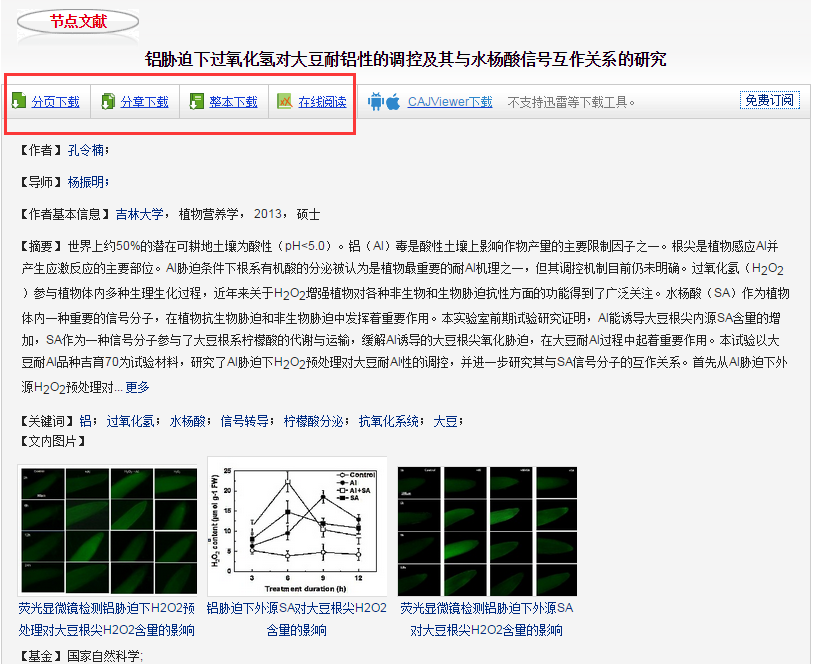 节点文献
铝胁迫下过氧化氢对大豆耐铝性的调控及其与水杨酸信号互作关系的研究
分页下载 分章下载 整本下载 在线阅读 CAJViewer下载 不支持迅雷等下载工具。 免费订阅
【作者】 孔令楠；
【导师】 杨振明；
【作者基本信息】 吉林大学， 植物营养学， 2013， 硕士
【摘要】 世界上约50%的潜在可耕地土壤为酸性（pH<5.0）。铝（Al）毒是酸性土壤上影响作物产量的主要限制因子之一。根尖是植物感应Al并
产生应激反应的主要部位。Al胁迫条件下根系有机酸的分泌被认为是植物最重要的耐Al机理之一，但其调控机制目前仍未明确。过氧化氢（H2O2
）参与植物体内多种生理生化过程，近年来关于H2O2增强植物对各种非生物和生物胁迫抗性方面的功能得到了广泛关注。水杨酸（SA）作为植物
体内一种重要的信号分子，在植物抗生物胁迫和非生物胁迫中发挥着重要作用。本实验室前期试验研究证明，Al能诱导大豆根尖内源SA含量的增
加，SA作为一种信号分子参与了大豆根系柠檬酸的代谢与运输，缓解Al诱导的大豆根尖氧化胁迫，在大豆耐Al过程中起着重要作用。本试验以大
豆耐Al品种吉育70为试验材料，研究了Al胁迫下H2O2预处理对大豆耐Al性的调控，并进一步研究其与SA信号分子的互作关系。首先从Al胁迫下外
源H2O2预处理对... 更多
【关键词】 铝； 过氧化氢； 水杨酸； 信号转导； 柠檬酸分泌； 抗氧化系统； 大豆；
【文内图片】
H2O2 content (μmol g-1 FW)
25
20
15
10
5
0
Control
Al
Al+SA
SA
3 6 9 12
Treatment duration (h)
荧光显微镜检测铝胁迫下H2O2预
处理对大豆根尖H2O2含量的影响
铝胁迫下外源SA对大豆根尖H2O2
含量的影响
荧光显微镜检测铝胁迫下外源SA
对大豆根尖H2O2含量的影响
【基金】 国家自然科学；